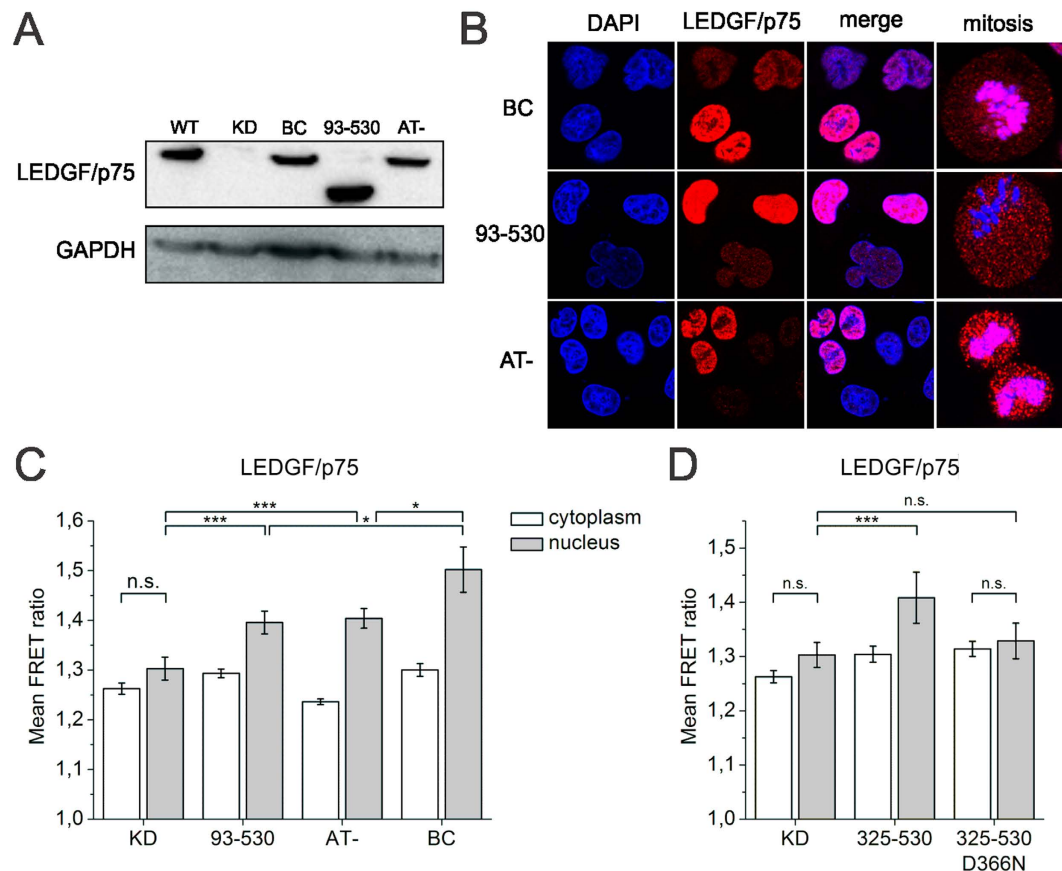 A
WT KD BC 93-530 AT-
LEDGF/p75
GAPDH
B
DAPI LEDGF/p75 merge mitosis
BC
93-530
AT-
C
LEDGF/p75
*** *
*** *
n.s.
cytoplasm
nucleus
Mean FRET ratio
1,6
1,5
1,4
1,3
1,2
1,1
1,0
KD 93-530 AT- BC
D
LEDGF/p75
n.s.
***
n.s. n.s.
Mean FRET ratio
1,5
1,4
1,3
1,2
1,1
1,0
KD 325-530 325-530
D366N